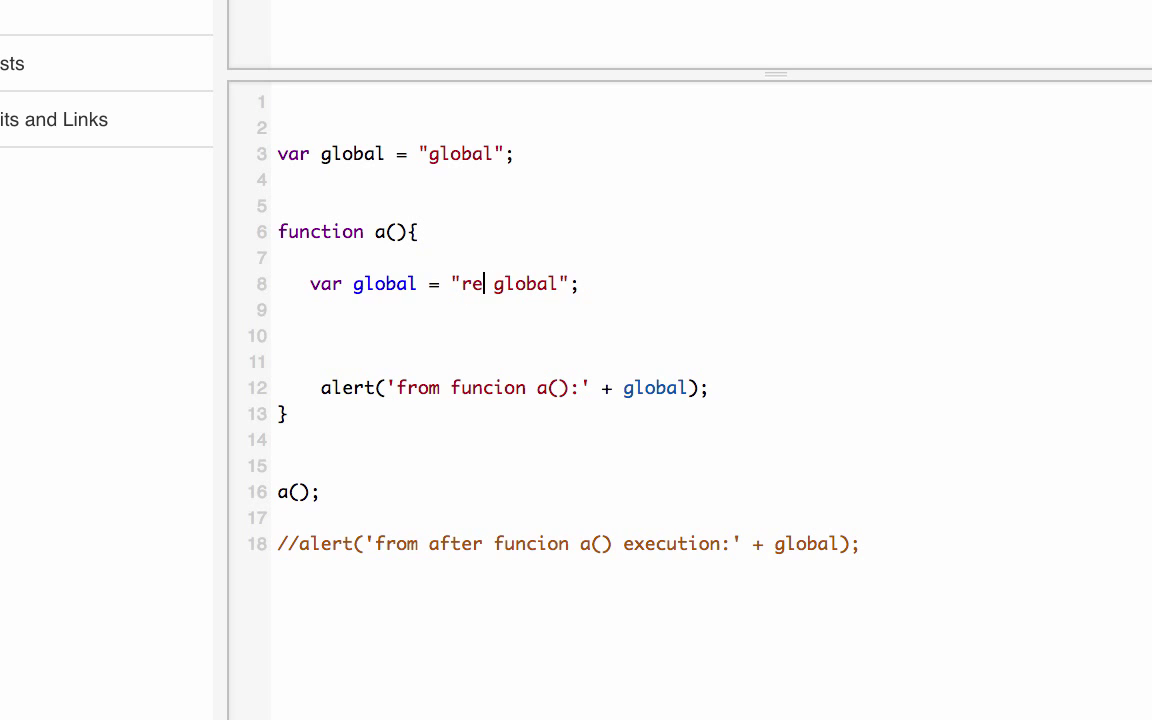 sts
its and Links
1
2
3 var global = "global";
4
5
6 function a(){
7
8 var global = "re global";
9
10
11
12 alert('from funcion a():' + global);
13 }
14
15
16 a();
17
18 //alert('from after funcion a() execution:' + global);